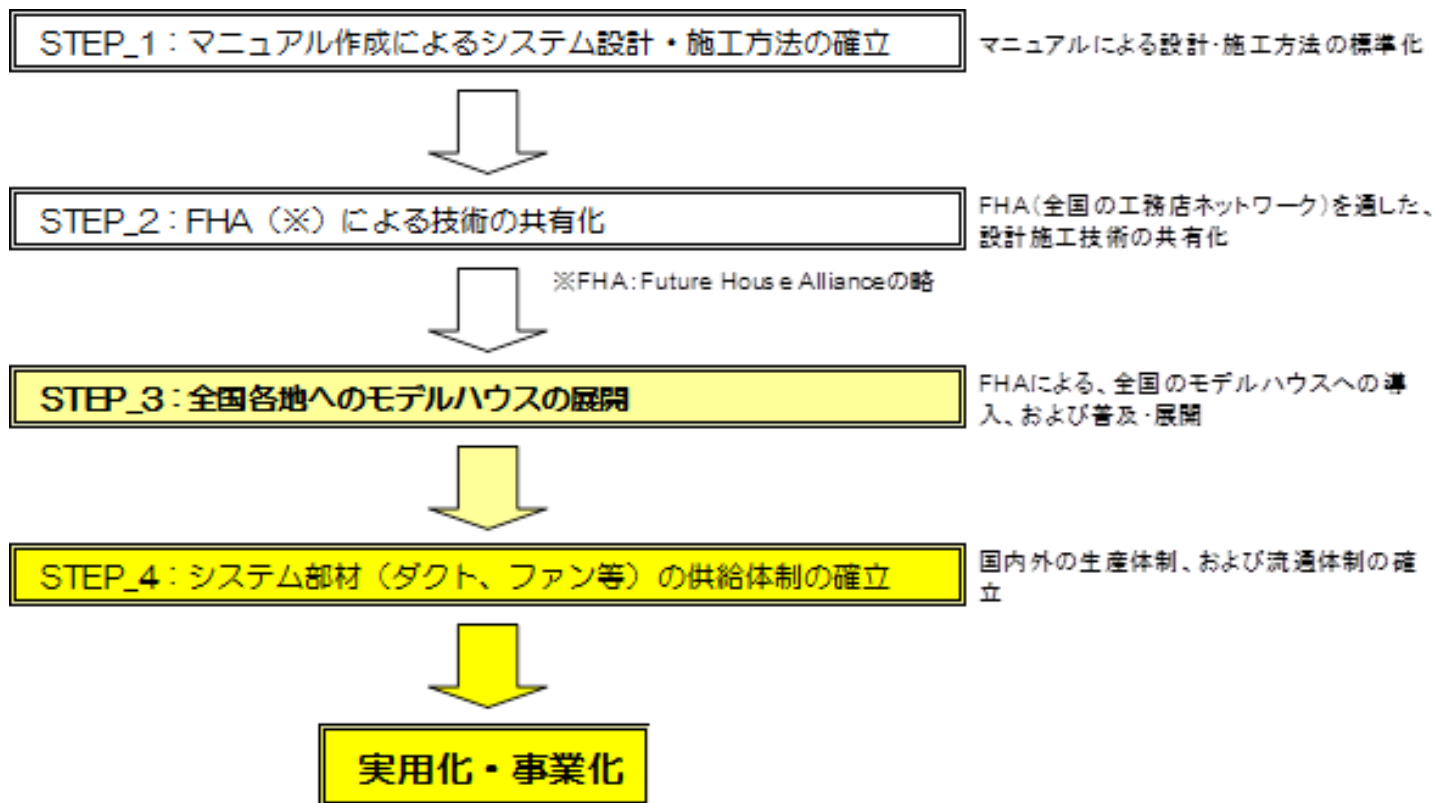 STEP_1：マニュアル作成によるシステム設計・施工方法の確立
マニュアルによる設計・施工方法の標準化
STEP_2：FHA（※）による技術の共有化
FHA（全国の工務店ネットワーク）を通した、
設計施工技術の共有化
※FHA：Future House Allianceの略
STEP_3：全国各地へのモデルハウスの展開
FHAによる、全国のモデルハウスへの導
入、および普及・展開
STEP_4：システム部材（ダクト、ファン等）の供給体制の確立
国内外の生産体制、および流通体制の確
立
実用化・事業化